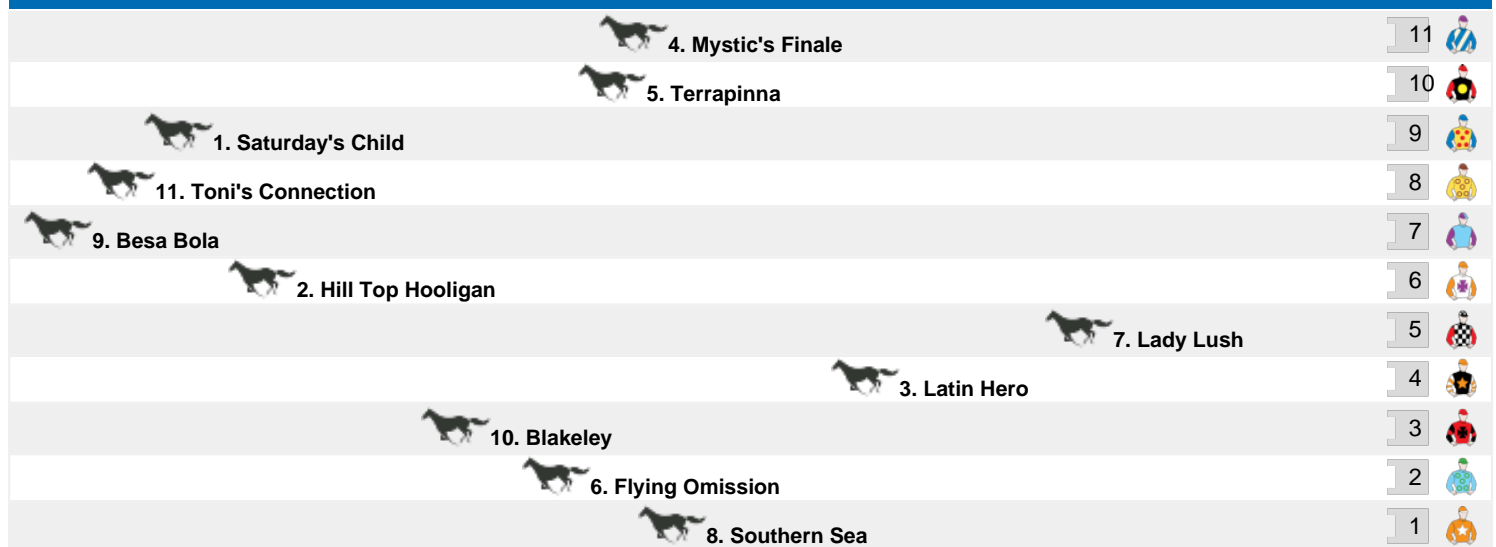 4. Mystic's Finale 11
5. Terrapinna 10
1. Saturday's Child 9
11. Toni's Connection 8
9. Besa Bola 7
2. Hill Top Hooligan 6
7. Lady Lush 5
3. Latin Hero 4
10. Blakeley 3
6. Flying Omission 2
8. Southern Sea 1